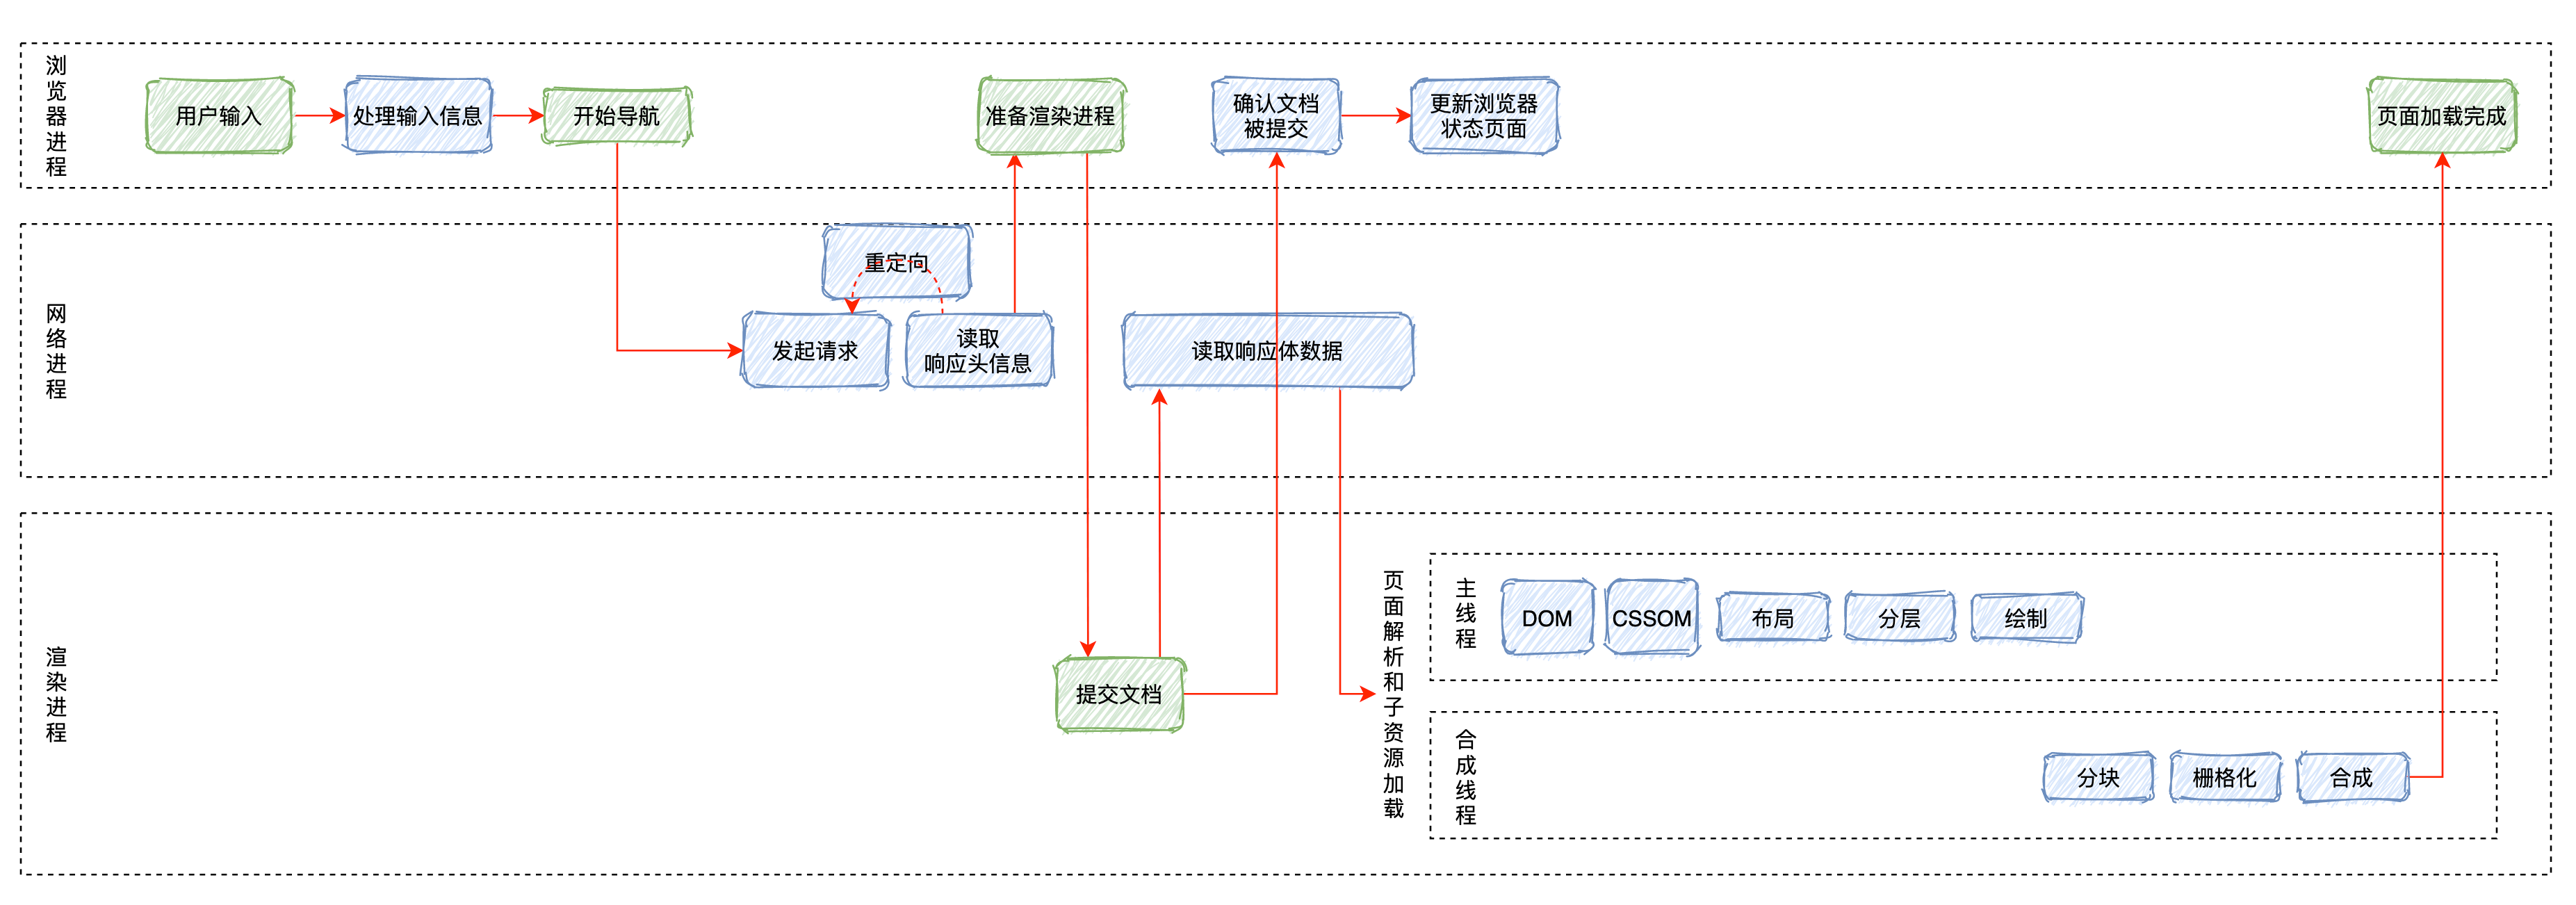 浏览器进程
用户输入
处理输入信息
开始导航
准备渲染进程
确认文档
被提交
更新浏览器
状态页面
页面加载完成
网络进程
重定向
发起请求
读取
响应头信息
读取响应体数据
渲染进程
提交文档
页面解析和子资源加载
主线程
DOM
CSSOM
布局
分层
绘制
合成线程
分块
栅格化
合成